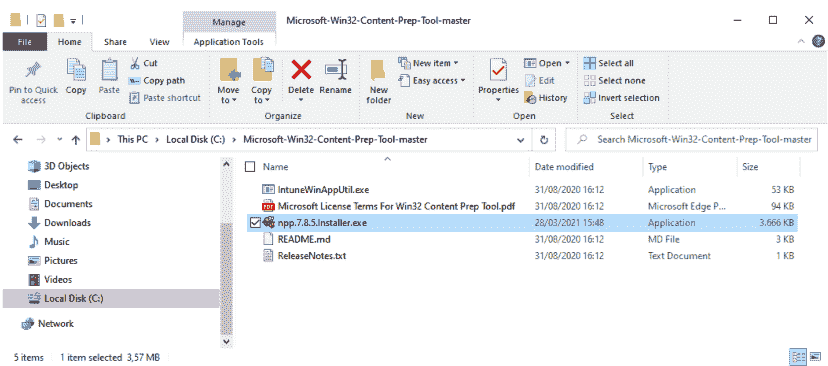 Manage Microsoft-Win32-Content-Prep-Tool-master
File Home Share View Application Tools
Pin to Quick access
Copy
Paste
Cut
Copy path
Paste shortcut
Clipboard
Move to
Copy to
Delete
Rename
Organize
New folder
New item
Easy access
New
Properties
Open
Edit
History
Open
Select all
Select none
Invert selection
Select
This PC > Local Disk (C:) > Microsoft-Win32-Content-Prep-Tool-master
Search Microsoft-Win32-Content-Prep-Tool-master
3D Objects
Desktop
Documents
Downloads
Music
Pictures
Videos
Local Disk (C:)
Network
Name Date modified Type Size
IntuneWinAppUtil.exe 31/08/2020 16:12 Application 53 KB
Microsoft License Terms For Win32 Content Prep Tool.pdf 31/08/2020 16:12 Microsoft Edge P... 94 KB
npp.7.8.5.Installer.exe 28/03/2021 15:48 Application 3.666 KB
README.md 31/08/2020 16:12 MD File 3 KB
ReleaseNotes.txt 31/08/2020 16:12 Text Document 1 KB
5 items 1 item selected 3,57 MB